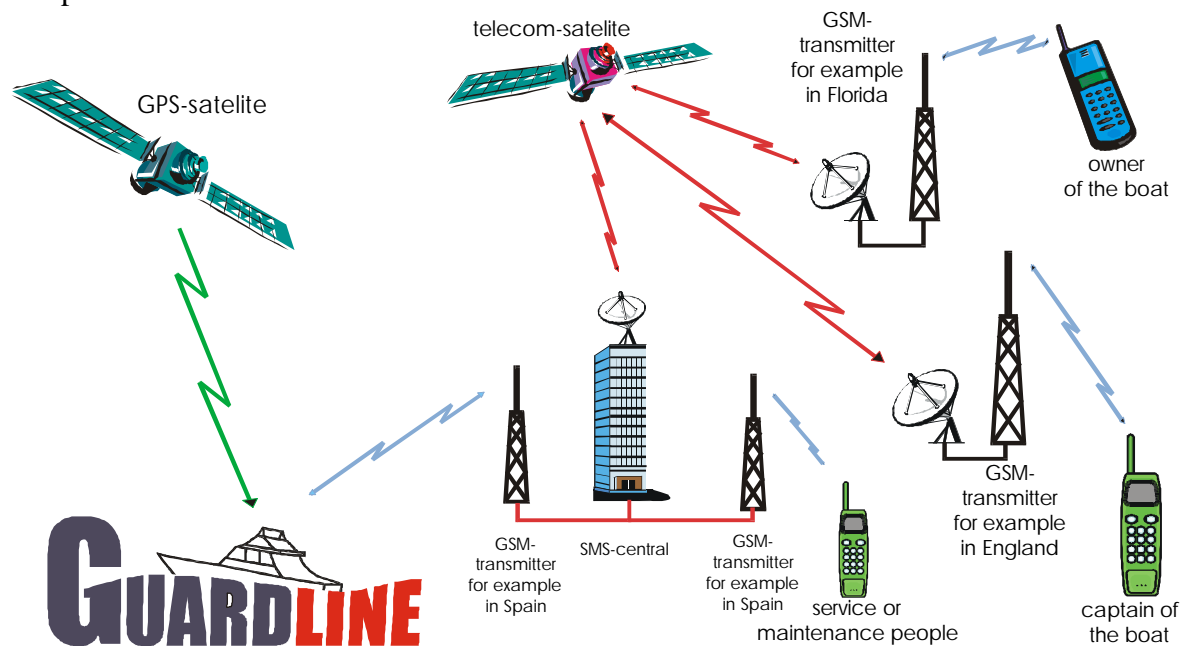 telecom-satellite
GPS-satelite
GSM-
transmitter
for example
in Florida
owner
of the boat
GSM-
transmitter
for example
in Spain
SMS-central
GSM-
transmitter
for example
in Spain
service or
maintenance people
GSM-
transmitter
for example
in England
captain of
the boat
GUARDLINE